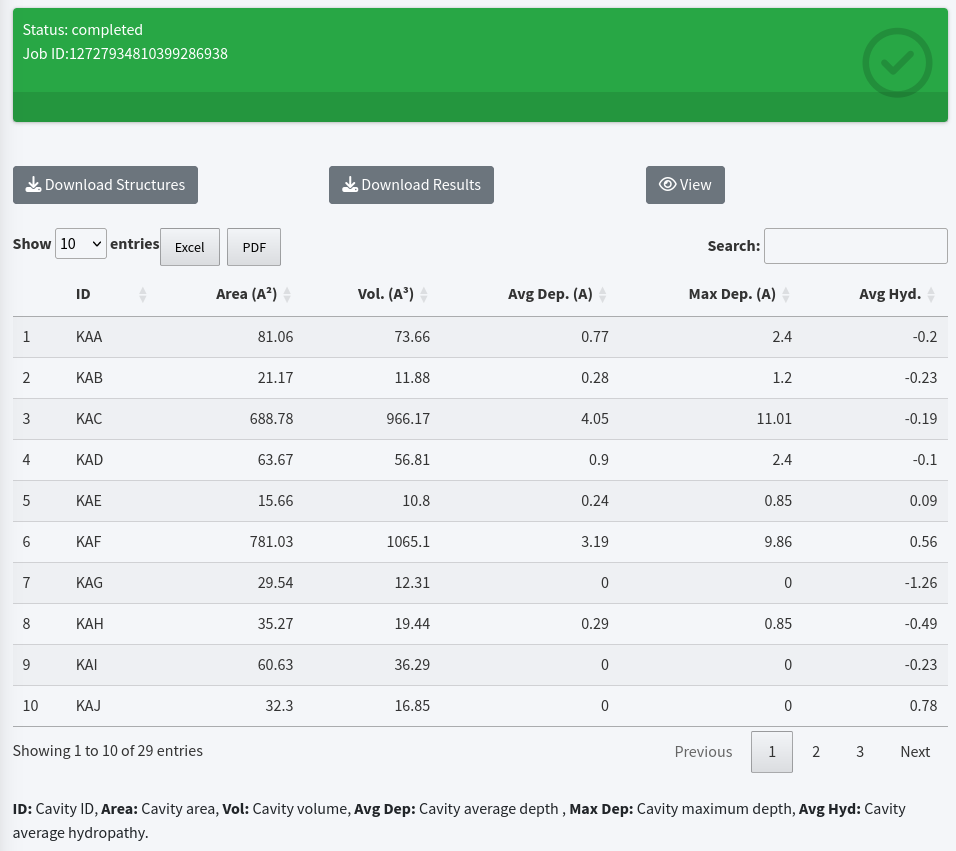 Status: completed
Job ID:12727934810399286938
Download Structures Download Results View
Show 10 entries Excel PDF Search:
ID Area (A²) Vol. (A³) Avg Dep. (A) Max Dep. (A) Avg Hyd.
1 KAA 81.06 73.66 0.77 2.4 -0.2
2 KAB 21.17 11.88 0.28 1.2 -0.23
3 KAC 688.78 966.17 4.05 11.01 -0.19
4 KAD 63.67 56.81 0.9 2.4 -0.1
5 KAE 15.66 10.8 0.24 0.85 0.09
6 KAF 781.03 1065.1 3.19 9.86 0.56
7 KAG 29.54 12.31 0 0 -1.26
8 KAH 35.27 19.44 0.29 0.85 -0.49
9 KAI 60.63 36.29 0 0 -0.23
10 KAJ 32.3 16.85 0 0 0.78
Showing 1 to 10 of 29 entries Previous 1 2 3 Next
ID: Cavity ID, Area: Cavity area, Vol: Cavity volume, Avg Dep: Cavity average depth , Max Dep: Cavity maximum depth, Avg Hyd: Cavity
average hydropathy.